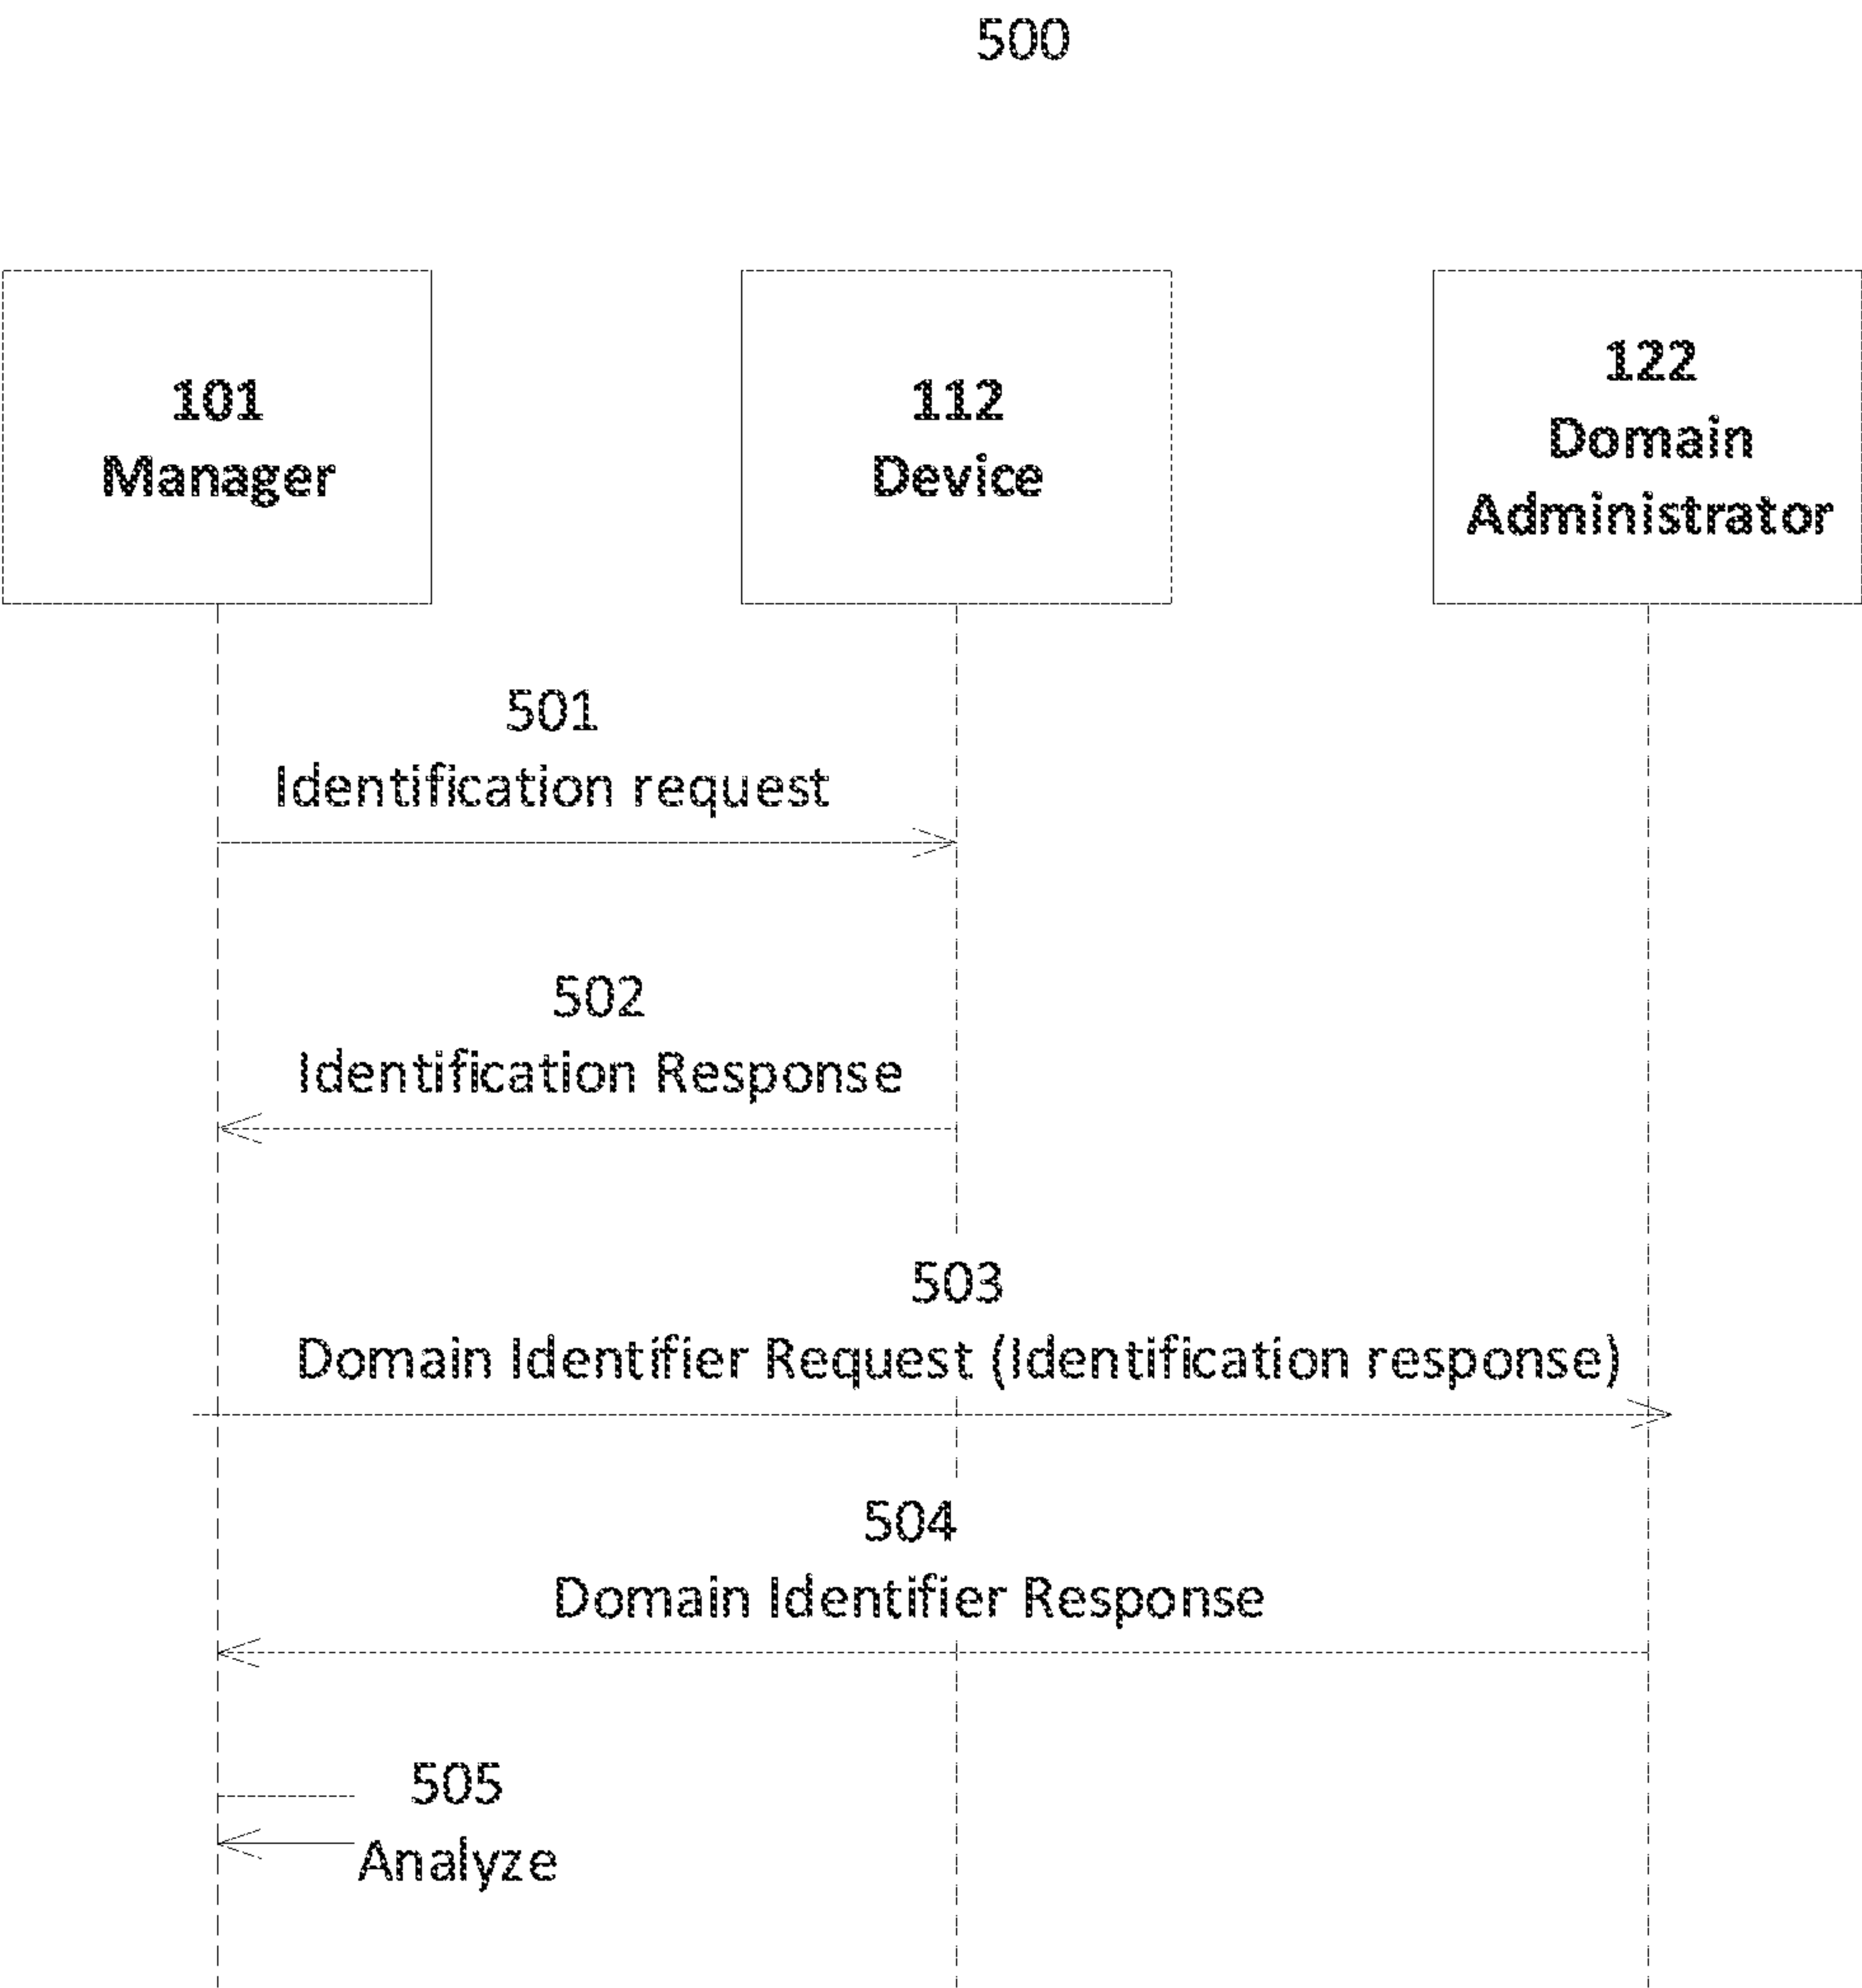 500
101
Manager
112
Device
122
Domain
Administrator
501
Identification request
502
Identification Response
503
Domain Identifier Request (Identification response)
504
Domain Identifier Response
505
Analyze